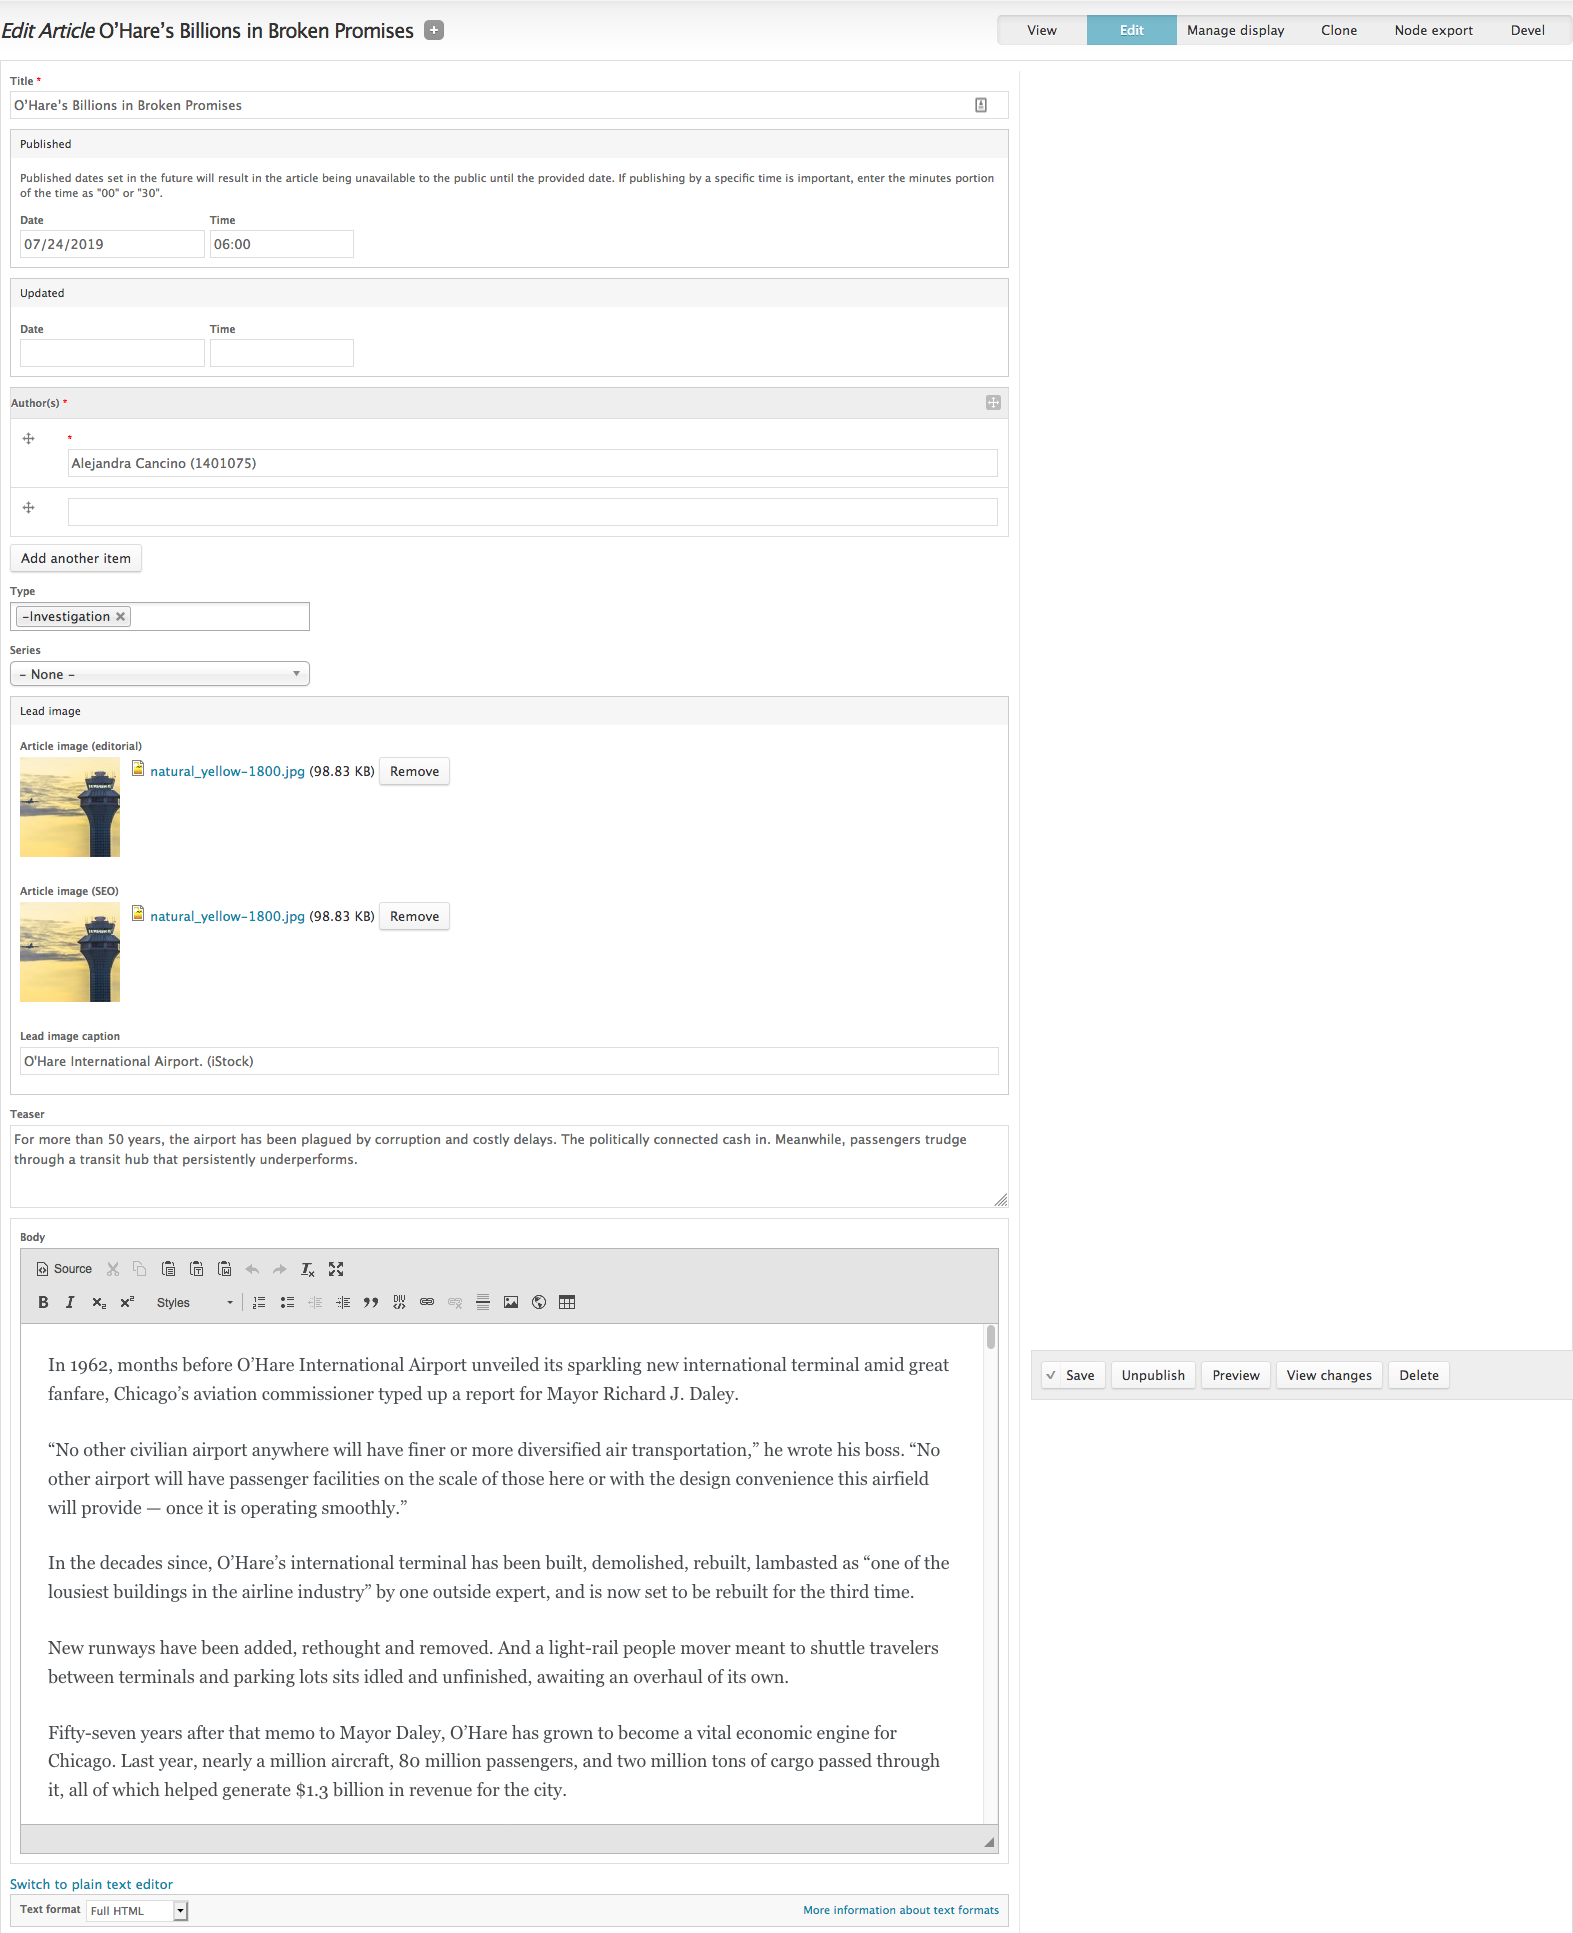 Edit Article O’Hare’s Billions in Broken Promises
View Edit Manage display Clone Node export Devel
Title *
O’Hare’s Billions in Broken Promises
Published
Published dates set in the future will result in the article being unavailable to the public until the provided date. If publishing by a specific time is important, enter the minutes portion
of the time as "00" or "30".
Date Time
07/24/2019 06:00
Updated
Date Time
Author(s) *
*
Alejandra Cancino (1401075)
Add another item
Type
-Investigation
Series
- None -
Lead image
Article image (editorial)
natural_yellow-1800.jpg (98.83 KB) Remove
Article image (SEO)
natural_yellow-1800.jpg (98.83 KB) Remove
Lead image caption
O'Hare International Airport. (iStock)
Teaser
For more than 50 years, the airport has been plagued by corruption and costly delays. The politically connected cash in. Meanwhile, passengers trudge
through a transit hub that persistently underperforms.
Body
Source
Styles
In 1962, months before O’Hare International Airport unveiled its sparkling new international terminal amid great
fanfare, Chicago’s aviation commissioner typed up a report for Mayor Richard J. Daley.
Save Unpublish Preview View changes Delete
“No other civilian airport anywhere will have finer or more diversified air transportation,” he wrote his boss. “No
other airport will have passenger facilities on the scale of those here or with the design convenience this airfield
will provide — once it is operating smoothly.”
In the decades since, O’Hare’s international terminal has been built, demolished, rebuilt, lambasted as “one of the
lousiest buildings in the airline industry” by one outside expert, and is now set to be rebuilt for the third time.
New runways have been added, rethought and removed. And a light-rail people mover meant to shuttle travelers
between terminals and parking lots sits idled and unfinished, awaiting an overhaul of its own.
Fifty-seven years after that memo to Mayor Daley, O’Hare has grown to become a vital economic engine for
Chicago. Last year, nearly a million aircraft, 80 million passengers, and two million tons of cargo passed through
it, all of which helped generate $1.3 billion in revenue for the city.
Switch to plain text editor
Text format Full HTML More information about text formats